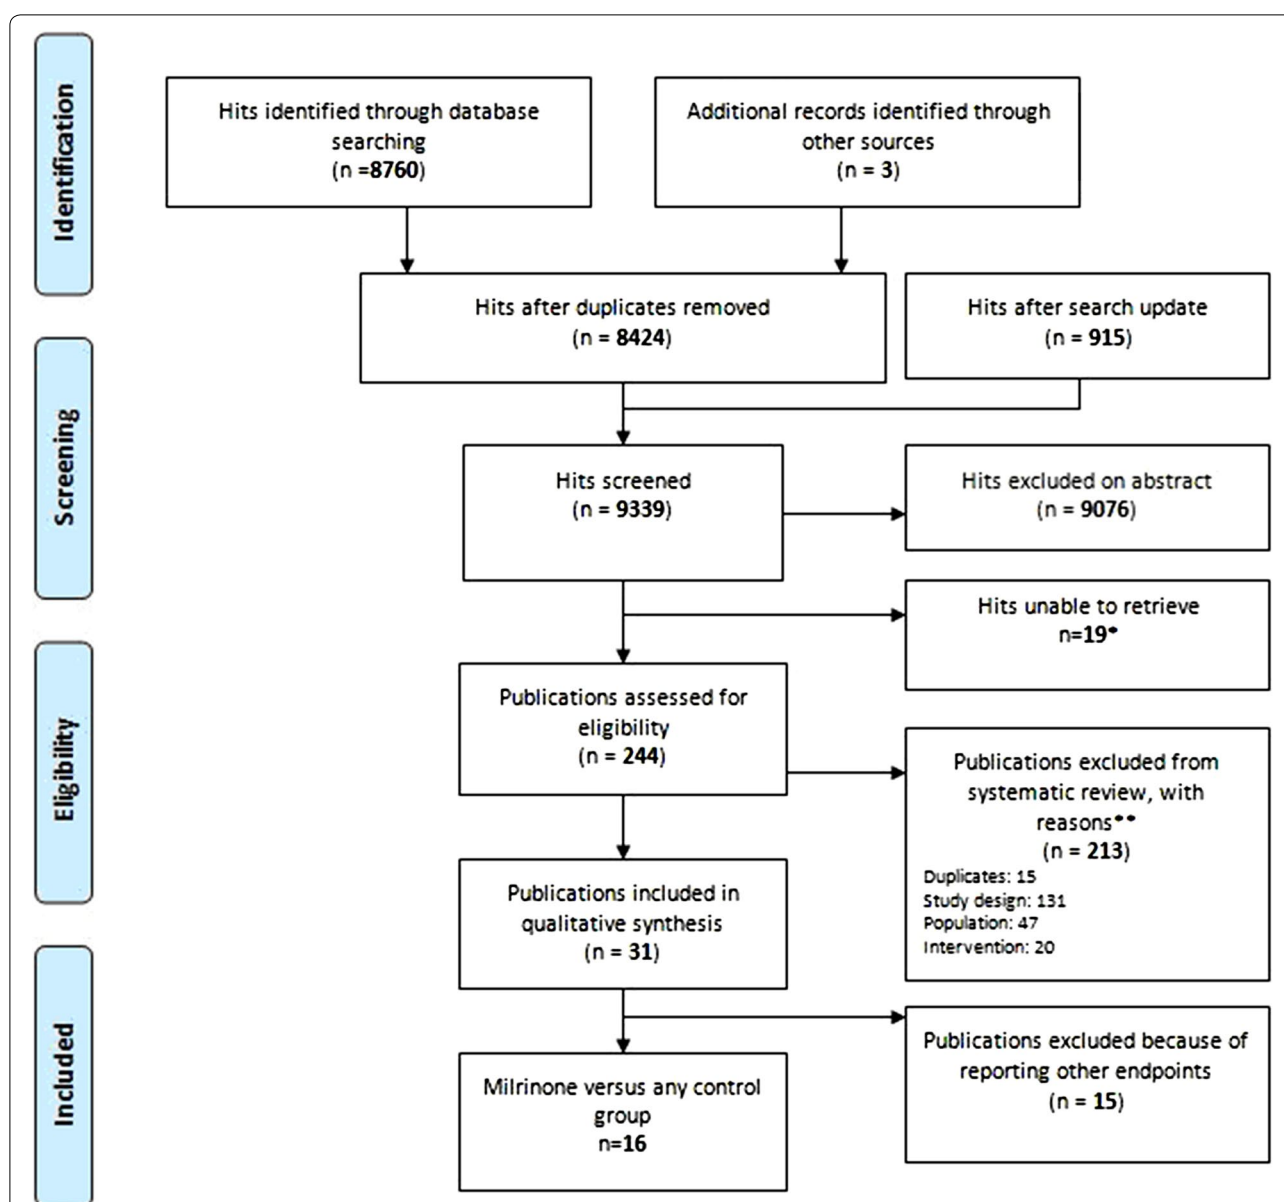 Identification
Hits identified through database
searching
(n =8760)
Additional records identified through
other sources
(n = 3)
Hits after duplicates removed
(n = 8424)
Hits after search update
(n = 915)
Screening
Hits screened
(n = 9339)
Hits excluded on abstract
(n = 9076)
Hits unable to retrieve
n=19*
Eligibility
Publications assessed for
eligibility
(n = 244)
Publications excluded from
systematic review, with
reasons**
(n = 213)
Duplicates: 15
Study design: 131
Population: 47
Intervention: 20
Publications included in
qualitative synthesis
(n = 31)
Included
Publications excluded because of
reporting other endpoints
(n = 15)
Milrinone versus any control
group
n=16